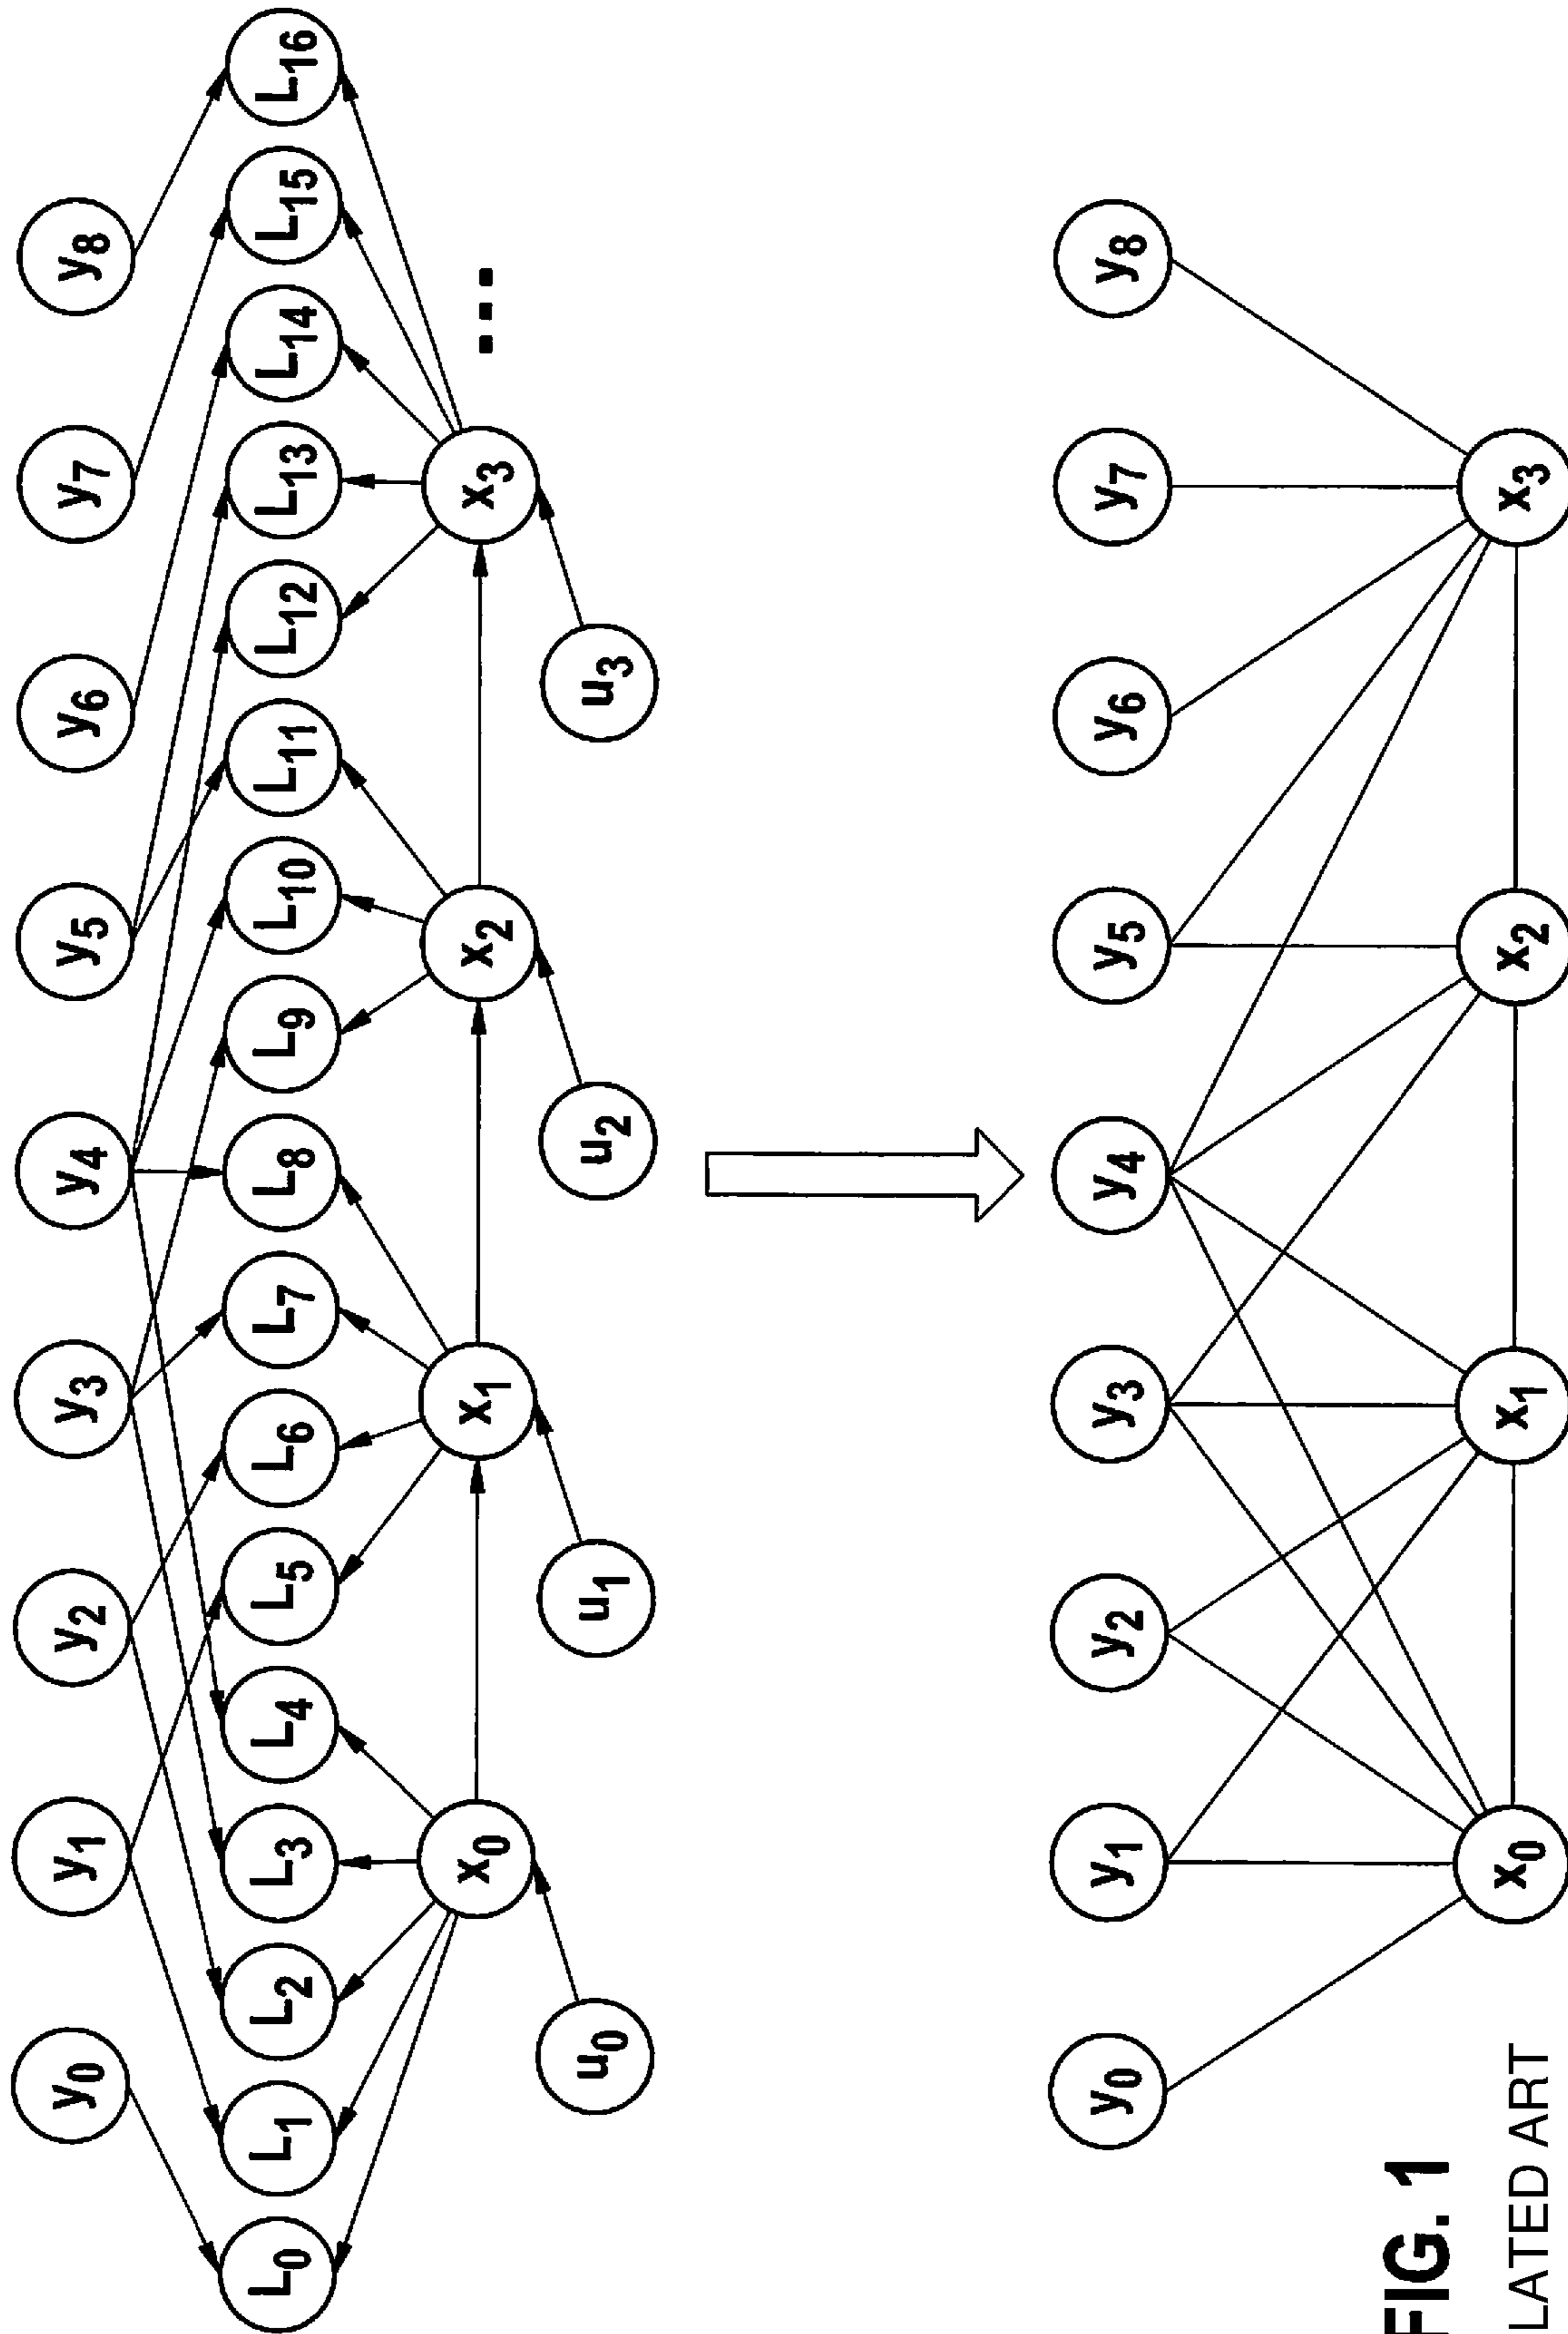 y0 y1 y2 y3 y4 y5 y6 y7 y8
L0 L1 L2 L3 L4 L5 L6 L7 L8 L9 L10 L11 L12 L13 L14 L15 L16
x0 x1 x2 x3 ...
u0 u1 u2 u3
y0 y1 y2 y3 y4 y5 y6 y7 y8
x0 x1 x2 x3
FIG. 1
LATED ART